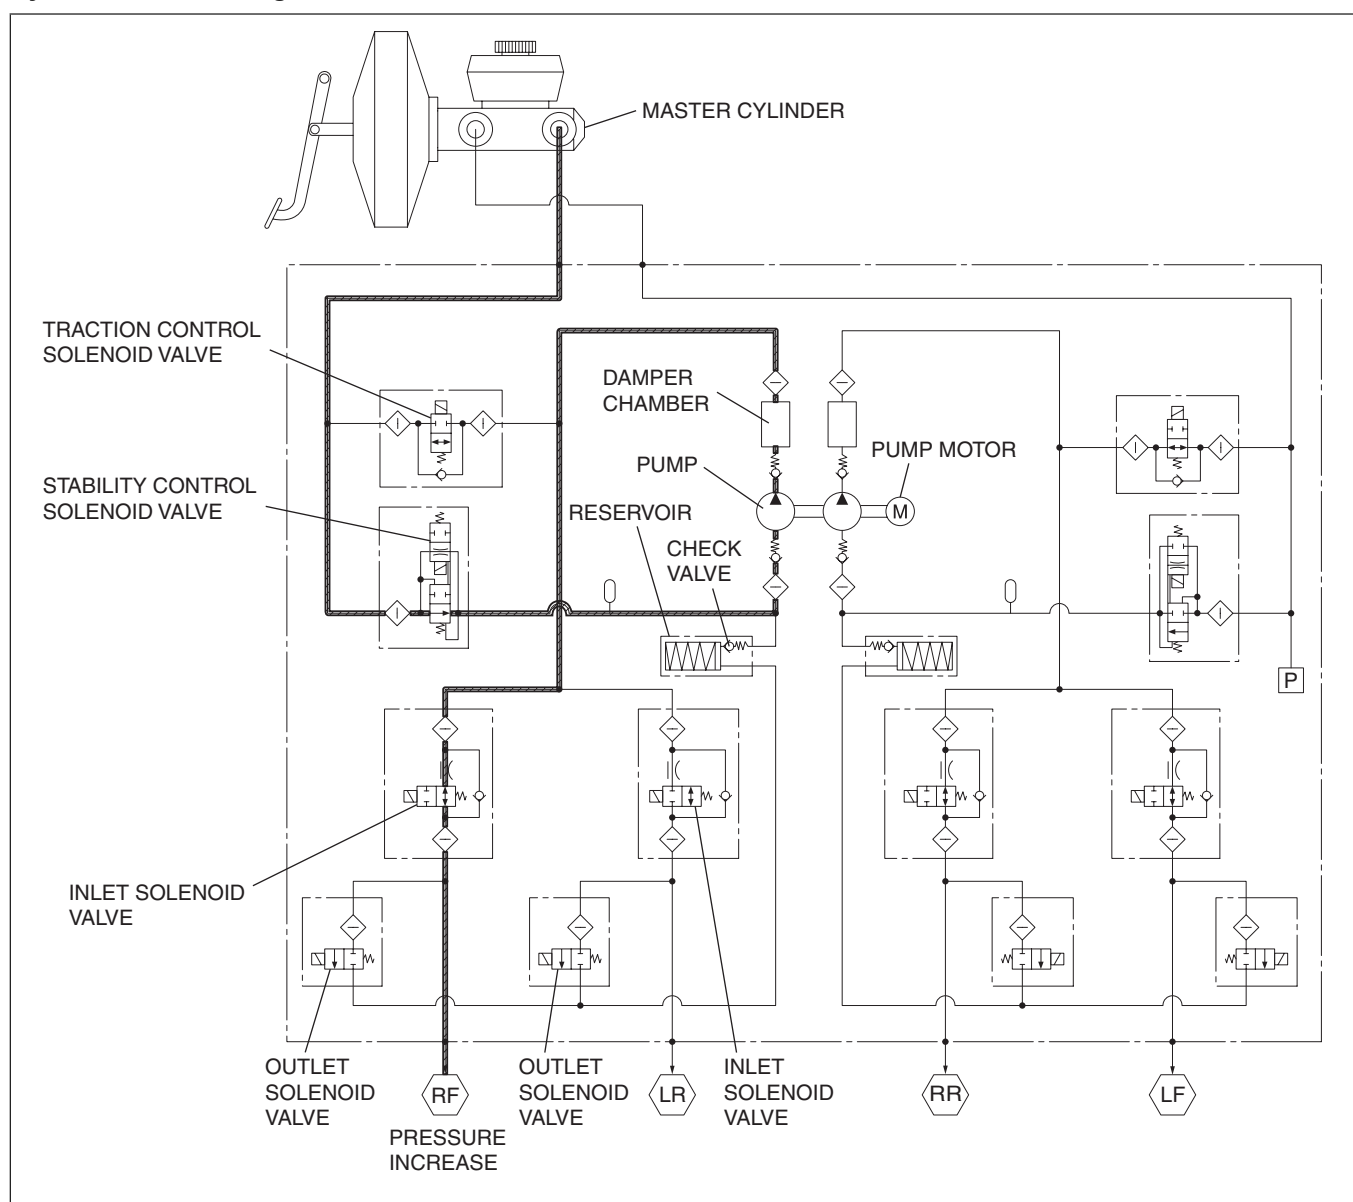 MASTER CYLINDER
TRACTION CONTROL
SOLENOID VALVE
DAMPER
CHAMBER
PUMP
PUMP MOTOR
STABILITY CONTROL
SOLENOID VALVE
RESERVOIR
M
CHECK
VALVE
P
INLET SOLENOID
VALVE
OUTLET
SOLENOID
VALVE
RF
PRESSURE
INCREASE
OUTLET
SOLENOID
VALVE
LR
INLET
SOLENOID
VALVE
RR
LF